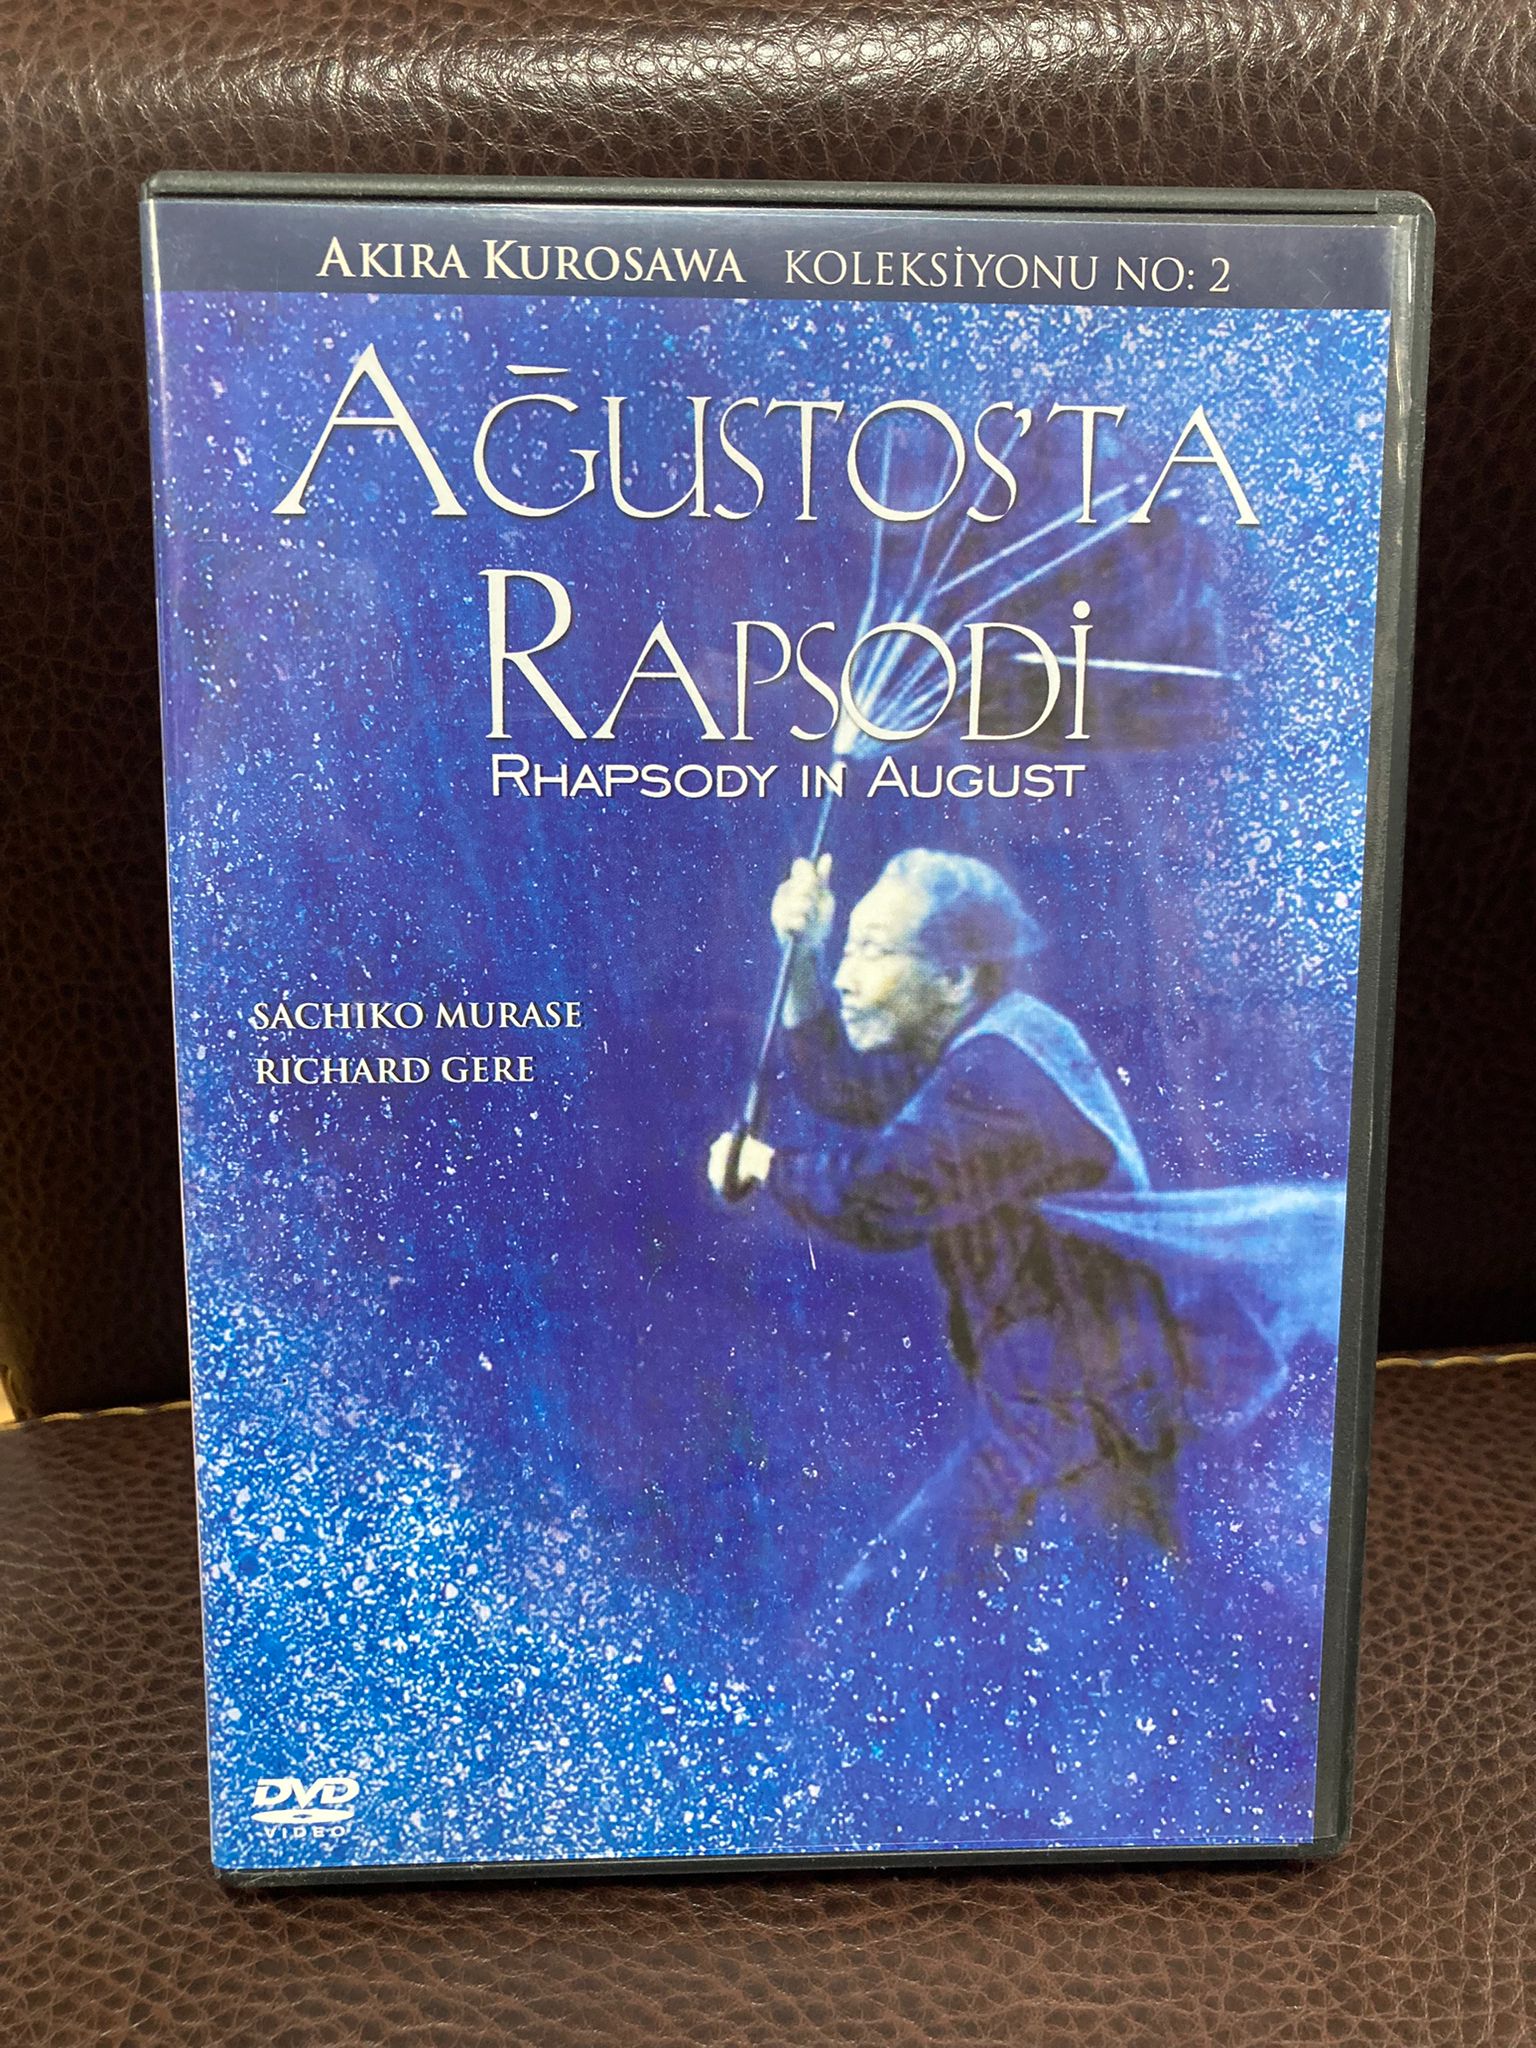 AKIRA KUROSAWA KOLEKSİYONU NO: 2
AĞUSTOS'TA
RAPSODİ
RHAPSODY IN AUGUST
SACHIKO MURASE
RICHARD GERE
DVD
VIDEO